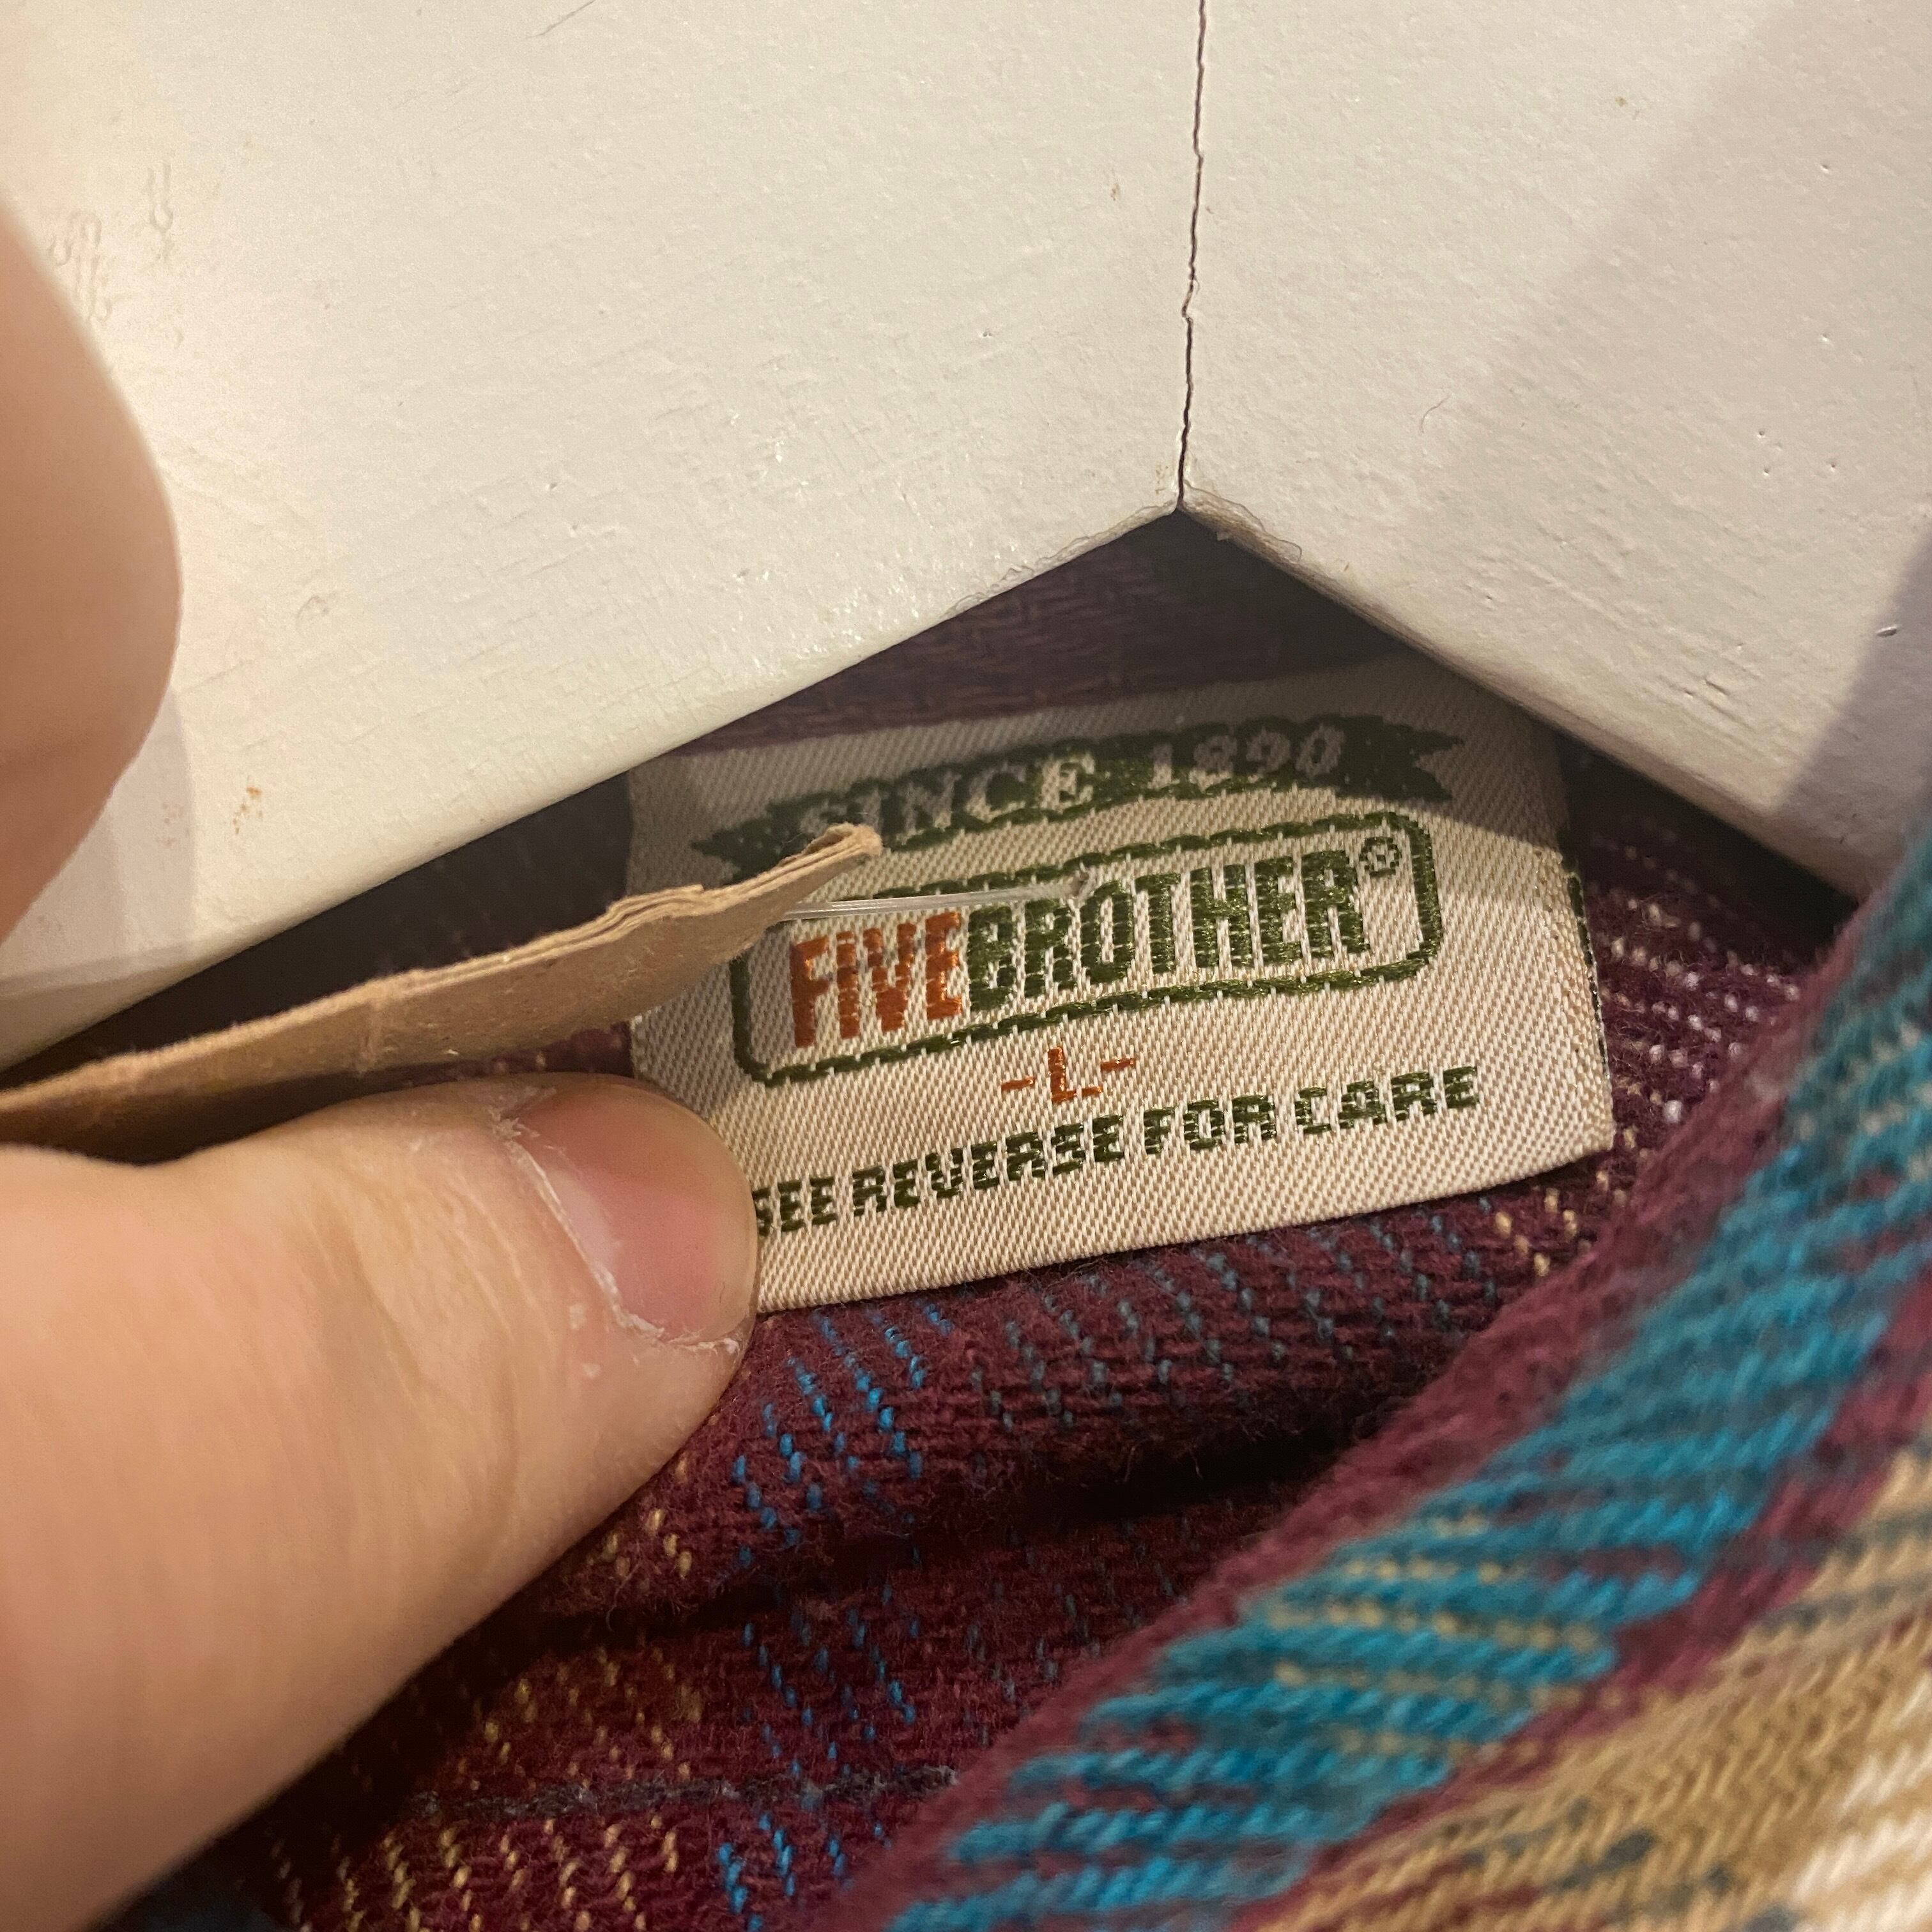 SINCE 1890
FIVEBROTHER®
-L-
SEE REVERSE FOR CARE